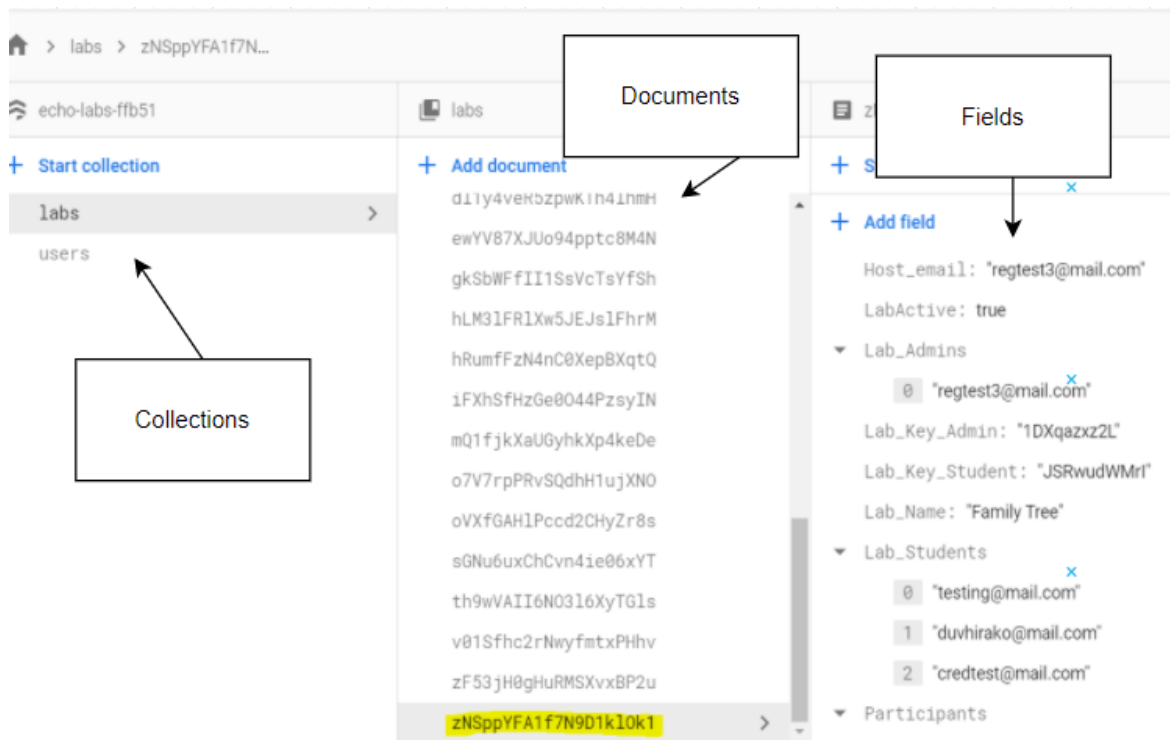 labs > zNSppYFA1f7N...
echo-labs-ffb51
labs
Documents
Fields
+ Start collection
+ Add document
labs
users
Collections
dI1y4veR5zpwKTh4lhmH
ewYV87XJUo94pptc8M4N
gkSbWFfII1SsVcTsYfSh
hLM3lFRlXw5JEJslFhrM
hRumfFzN4nC0XepBXqtQ
iFXhSfHzGe0O44PzsyIN
mQ1fjkXaUGyhkXp4keDe
o7V7rpPRvSQdhH1ujXNO
oVXfGAHlPccd2CHyZr8s
sGNu6uxChCvn4ie06xYT
th9wVAII6NO3l6XyTGls
v01Sfhc2rNwyfmtxPHhv
zF53jH0gHuRMSXvxBP2u
zNSppYFA1f7N9D1klOk1
+ Add field
Host_email: "regtest3@mail.com"
LabActive: true
Lab_Admins
0 "regtest3@mail.com"
Lab_Key_Admin: "1DXqazxz2L"
Lab_Key_Student: "JSRwudWMrI"
Lab_Name: "Family Tree"
Lab_Students
0 "testing@mail.com"
1 "duvhirako@mail.com"
2 "credtest@mail.com"
Participants